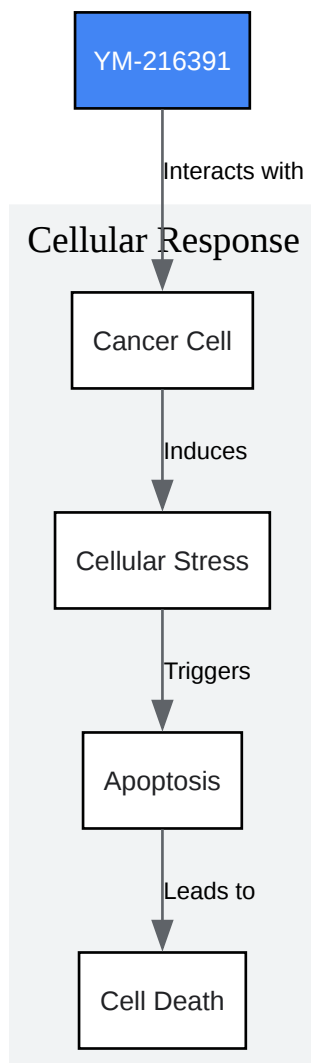 YM-216391
Interacts with
Cellular Response
Cancer Cell
Induces
Cellular Stress
Triggers
Apoptosis
Leads to
Cell Death